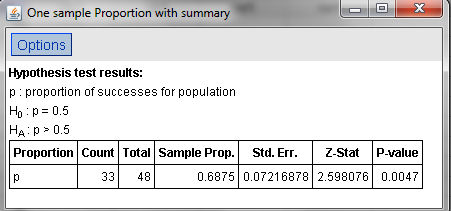 One sample Proportion with summary
Options
Hypothesis test results:
p : proportion of successes for population
H0 : p = 0.5
HA : p > 0.5
Proportion Count Total Sample Prop. Std. Err. Z-Stat P-value
p 33 48 0.6875 0.07216878 2.598076 0.0047